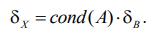 δ_X = cond(A) · δ_B.